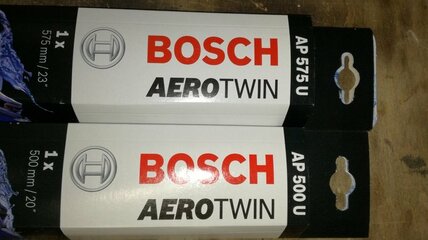 1 x
575 mm / 23"
BOSCH
AEROTWIN
AP 575 U
1 x
500 mm / 20"
BOSCH
AEROTWIN
AP 500 U